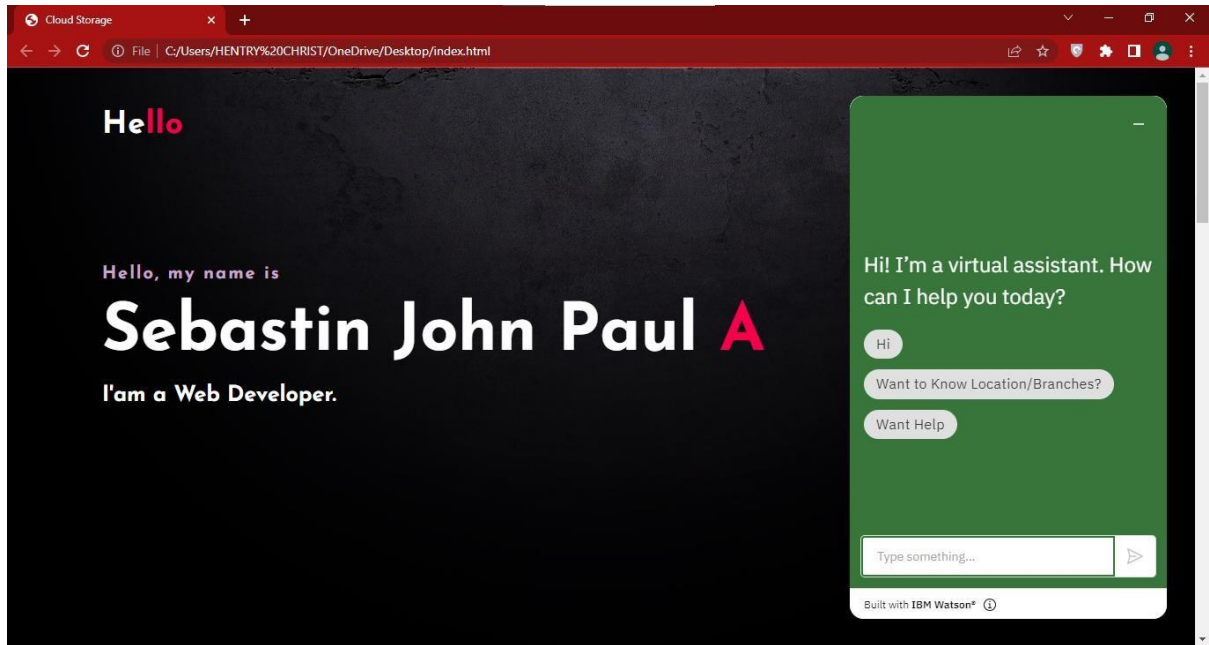 Cloud Storage
File | C:/Users/HENTRY%20CHRIST/OneDrive/Desktop/index.html
Hello
Hello, my name is
Sebastin John Paul A
I'am a Web Developer.
Hi! I’m a virtual assistant. How
can I help you today?
Hi
Want to Know Location/Branches?
Want Help
Type something...
Built with IBM Watson®